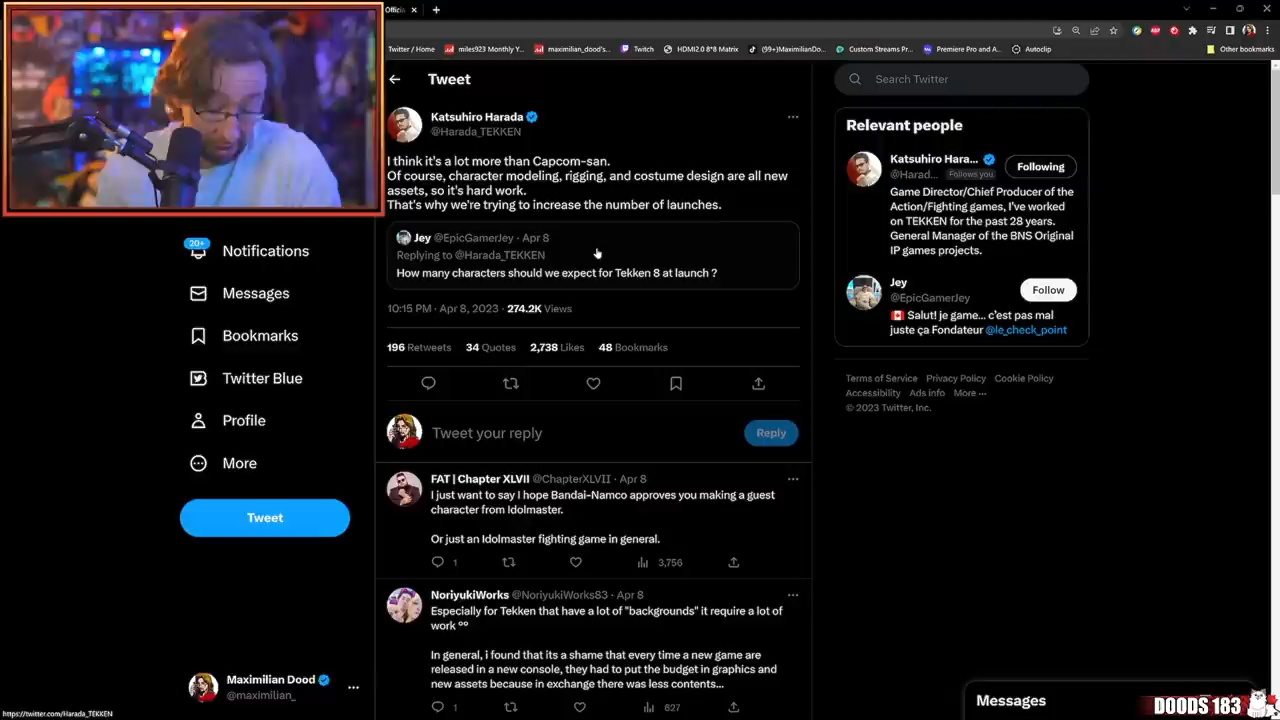 Officia
Twitter / Home
miles923 Monthly Y...
maximilian_dood's...
Twitch
HDMI2.0 8*8 Matrix
(99+)MaximilianDo...
Custom Streams Pr...
Premiere Pro and A...
Autoclip
Other bookmarks
Tweet
Search Twitter
Katsuhiro Harada
@Harada_TEKKEN
I think it's a lot more than Capcom-san.
Of course, character modeling, rigging, and costume design are all new
assets, so it's hard work.
That's why we're trying to increase the number of launches.
Jey @EpicGamerJey · Apr 8
Replying to @Harada_TEKKEN
How many characters should we expect for Tekken 8 at launch ?
10:15 PM · Apr 8, 2023 · 274.2K Views
196 Retweets 34 Quotes 2,738 Likes 48 Bookmarks
Tweet your reply
Reply
FAT | Chapter XLVII @ChapterXLVII · Apr 8
I just want to say I hope Bandai-Namco approves you making a guest
character from Idolmaster.
Or just an Idolmaster fighting game in general.
1
3,756
NoriyukiWorks @NoriyukiWorks83 · Apr 8
Especially for Tekken that have a lot of "backgrounds" it require a lot of
work °°
In general, i found that its a shame that every time a new game are
released in a new console, they had to put the budget in graphics and
new assets because in exchange there was less contents...
1
627
Relevant people
Katsuhiro Hara...
@Harad...
Follows you
Following
Game Director/Chief Producer of the
Action/Fighting games, I've worked
on TEKKEN for the past 28 years.
General Manager of the BNS Original
IP games projects.
Jey
@EpicGamerJey
Follow
Salut! je game... c'est pas mal
juste ça Fondateur @le_check_point
Terms of Service Privacy Policy Cookie Policy
Accessibility Ads info More ···
© 2023 Twitter, Inc.
20+
Notifications
Messages
Bookmarks
Twitter Blue
Profile
More
Tweet
Maximilian Dood
@maximilian_
https://twitter.com/Harada_TEKKEN
Messages
DOODS 183